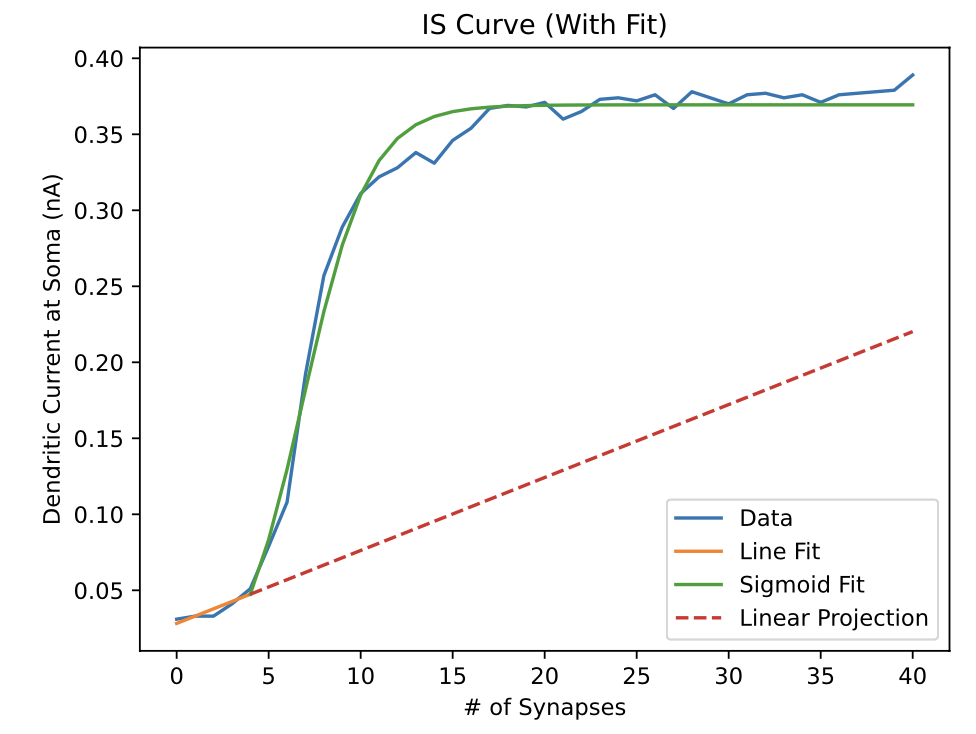 IS Curve (With Fit)
Dendritic Current at Soma (nA)
0.40
0.35
0.30
0.25
0.20
0.15
0.10
0.05
Data
Line Fit
Sigmoid Fit
Linear Projection
0 5 10 15 20 25 30 35 40
# of Synapses